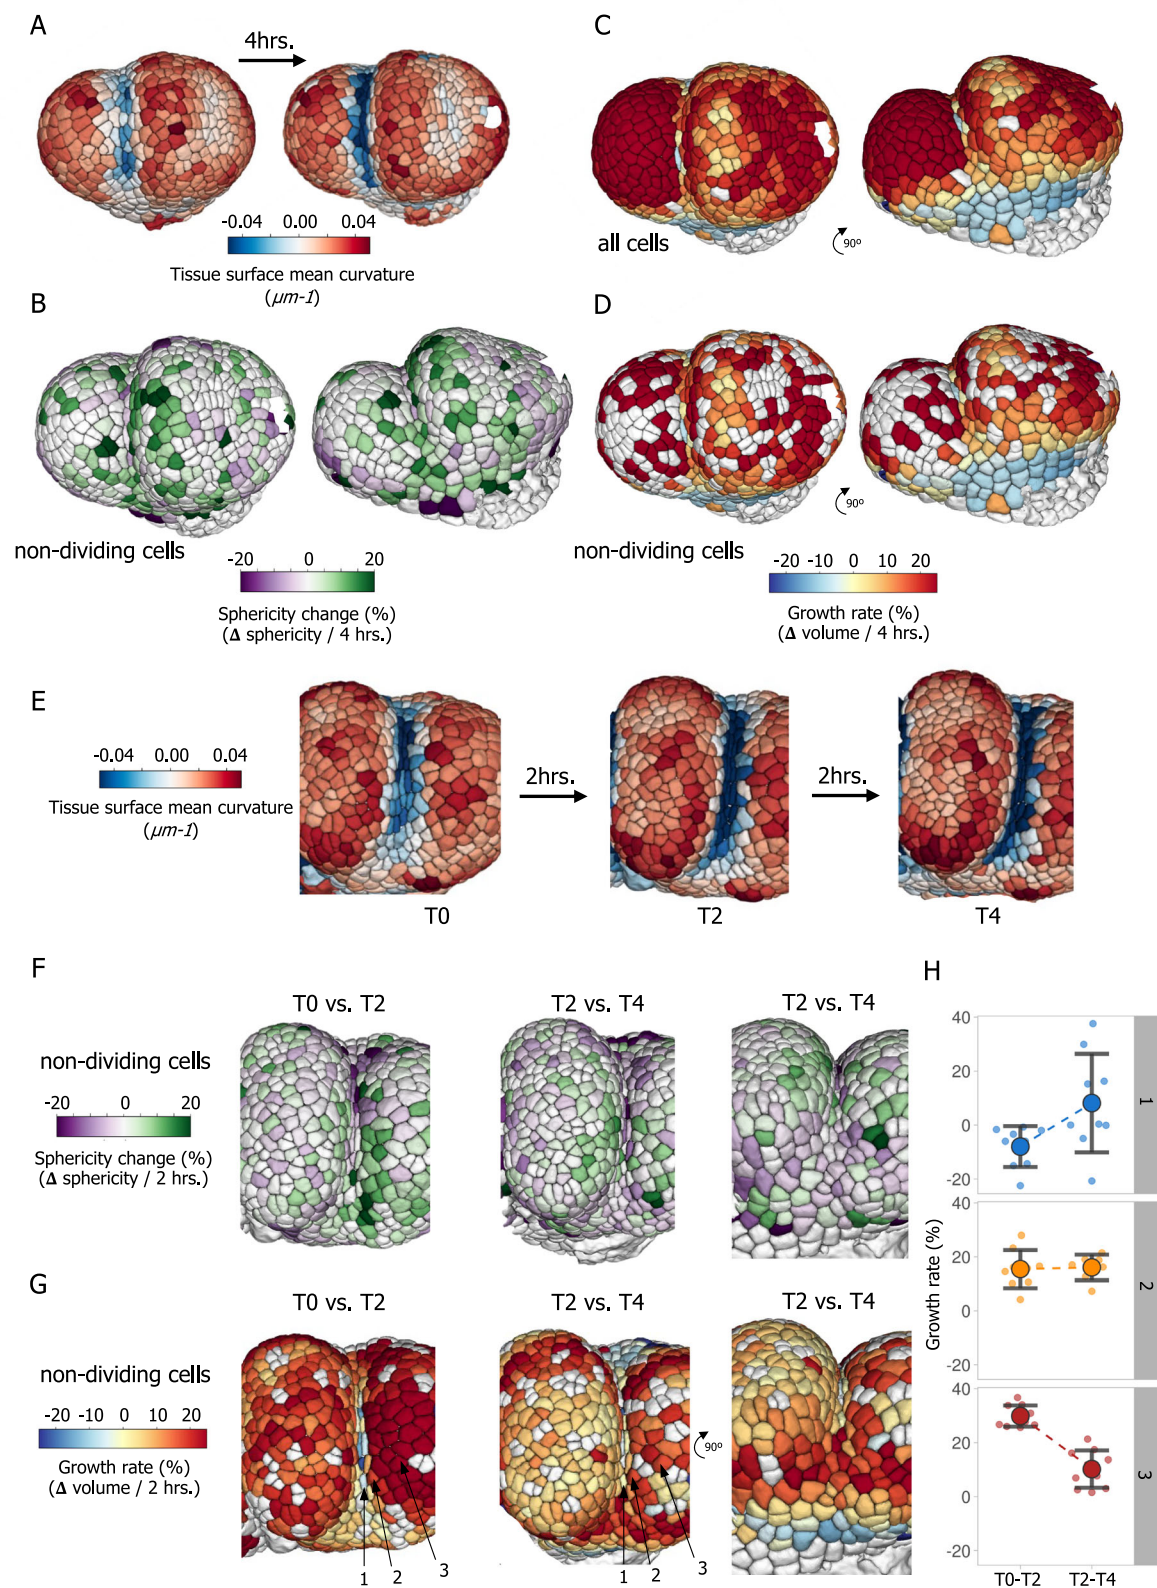 A
4hrs.
-0.04 0.00 0.04
Tissue surface mean curvature
(µm-1)
C
all cells
90º
B
non-dividing cells
-20 0 20
Sphericity change (%)
(Δ sphericity / 4 hrs.)
D
90º
non-dividing cells
-20 -10 0 10 20
Growth rate (%)
(Δ volume / 4 hrs.)
E
-0.04 0.00 0.04
Tissue surface mean curvature
(µm-1)
2hrs.
2hrs.
T0
T2
T4
F
T0 vs. T2
T2 vs. T4
T2 vs. T4
non-dividing cells
-20 0 20
Sphericity change (%)
(Δ sphericity / 2 hrs.)
G
T0 vs. T2
T2 vs. T4
T2 vs. T4
non-dividing cells
-20 -10 0 10 20
Growth rate (%)
(Δ volume / 2 hrs.)
1 2 3
90º
1 2 3
H
Growth rate (%)
40
20
0
-20
1
40
20
0
-20
2
40
20
0
-20
3
T0-T2 T2-T4